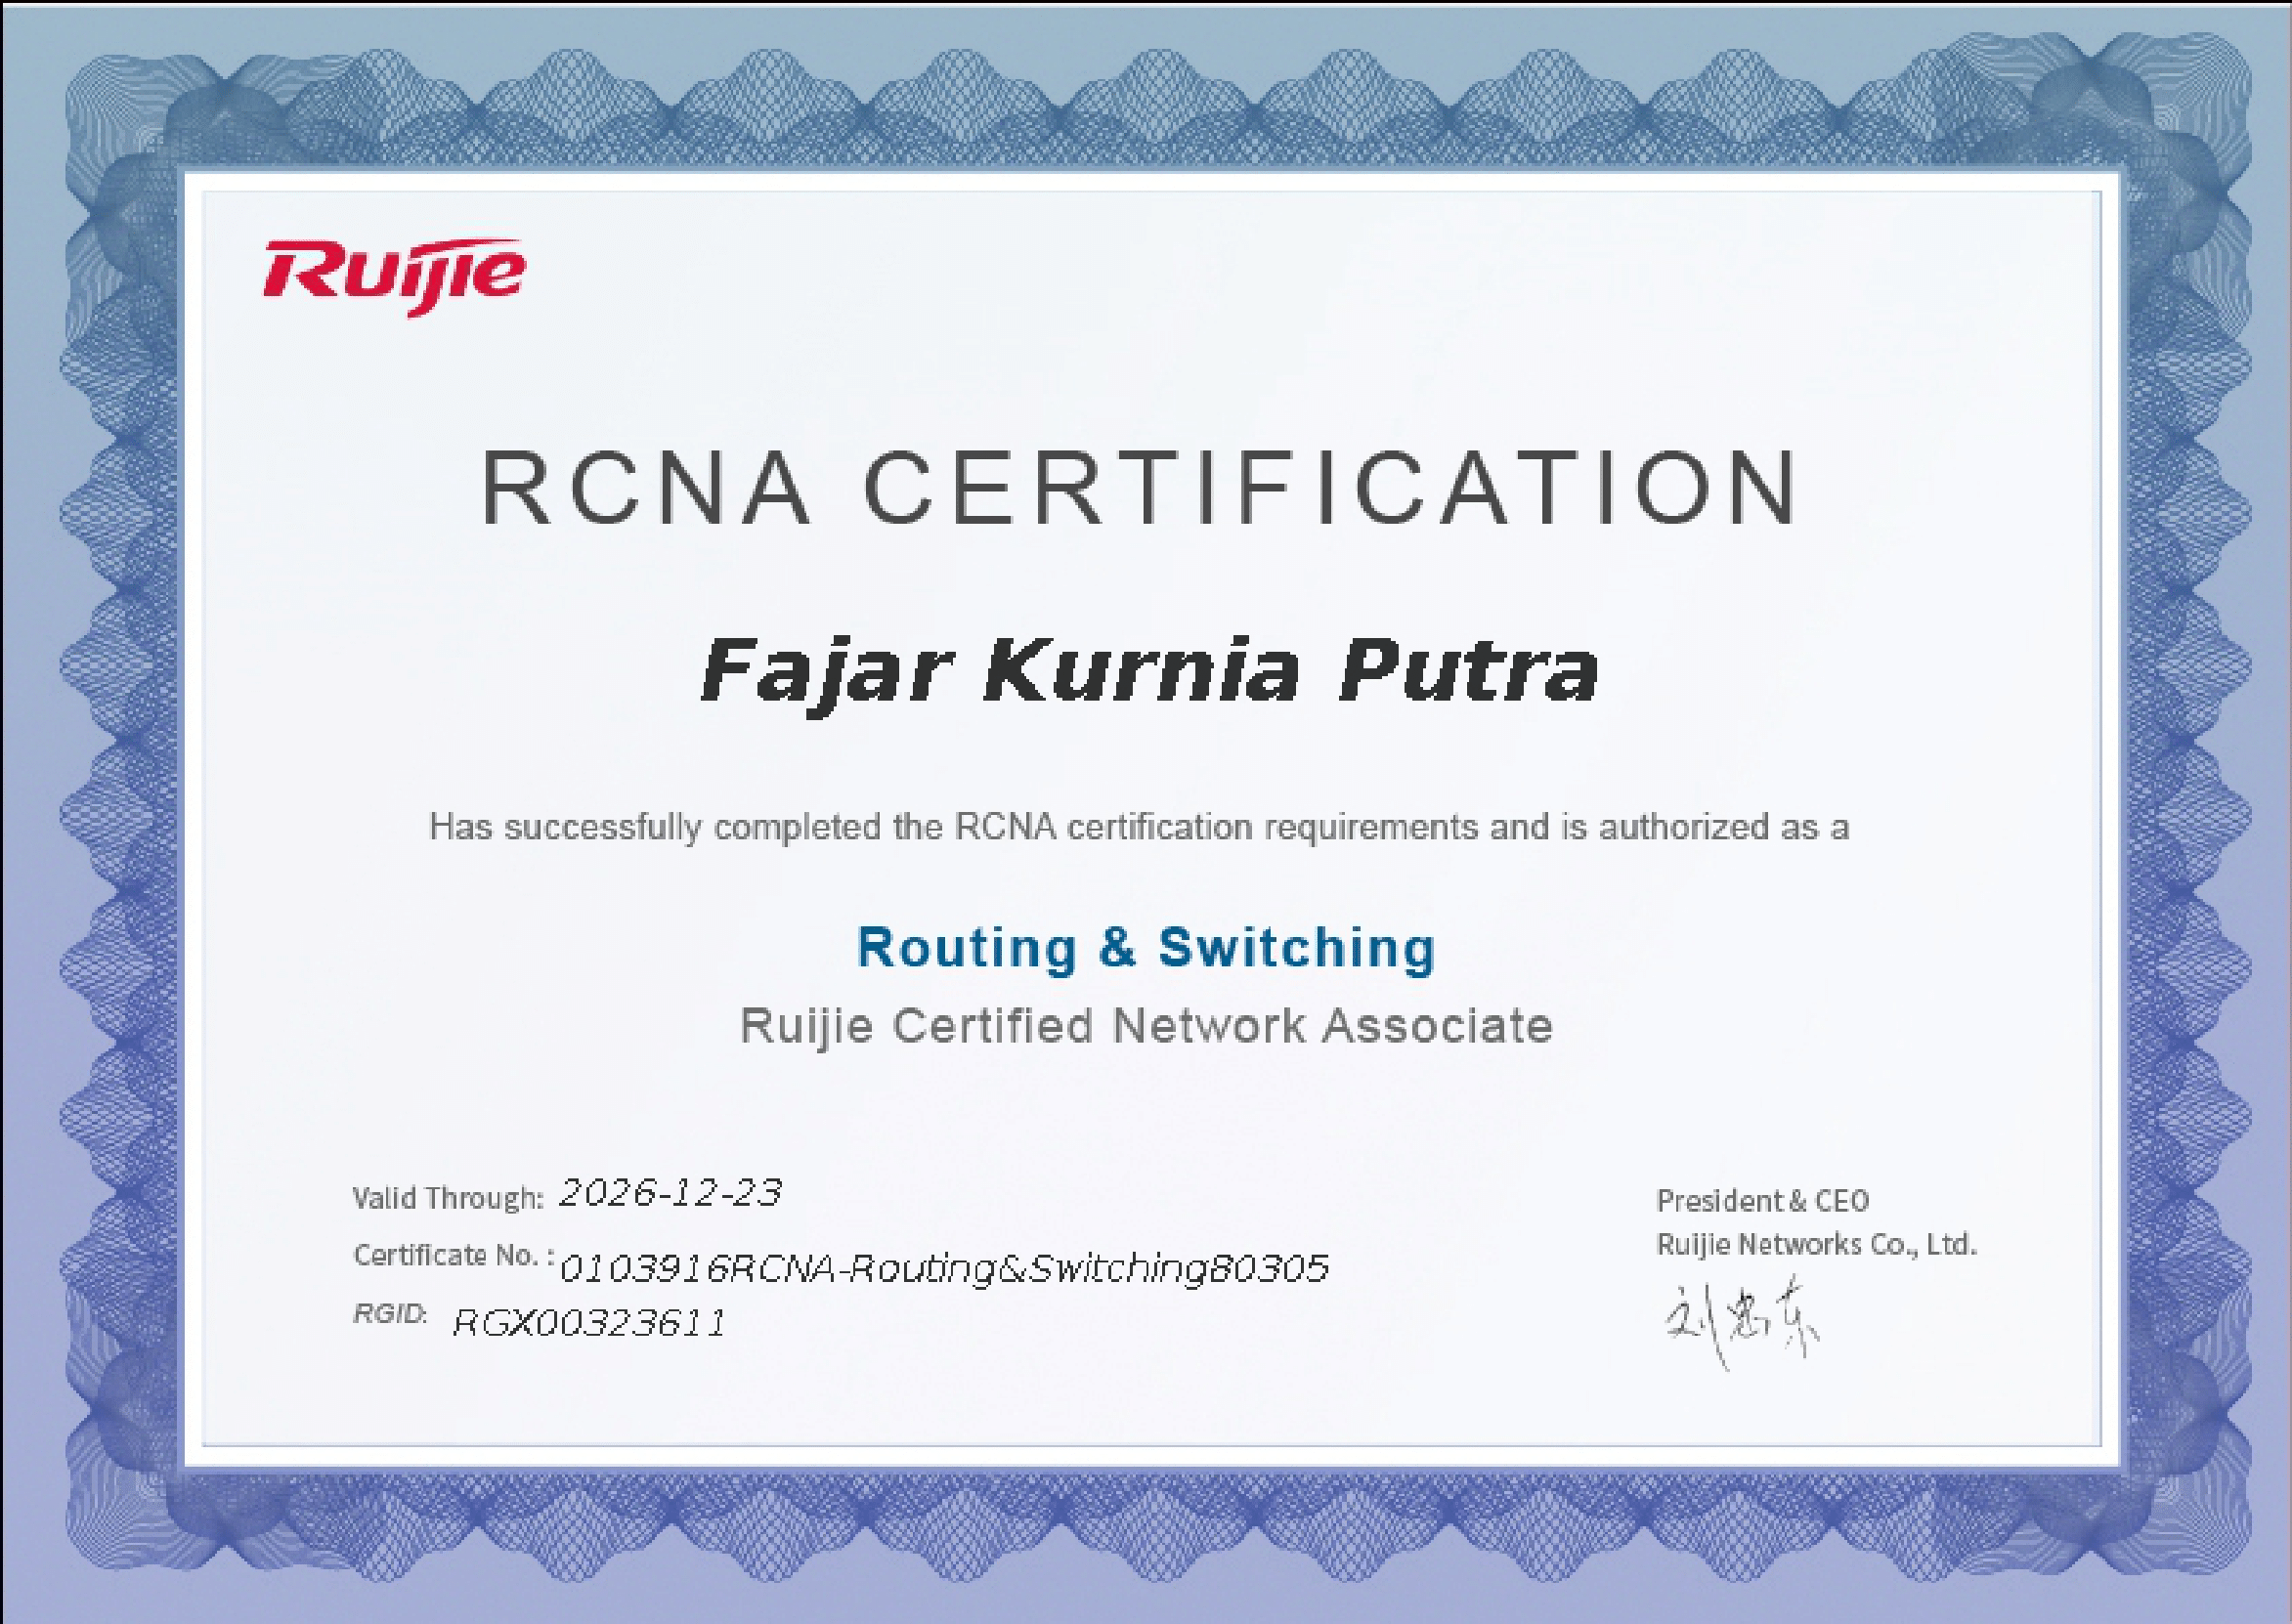 Ruijie
RCNA CERTIFICATION
Fajar Kurnia Putra
Has successfully completed the RCNA certification requirements and is authorized as a
Routing & Switching
Ruijie Certified Network Associate
Valid Through: 2026-12-23
Certificate No. : 0103916RCNA-Routing&Switching80305
RGID: RGX00323611
President & CEO
Ruijie Networks Co., Ltd.
刘忠东